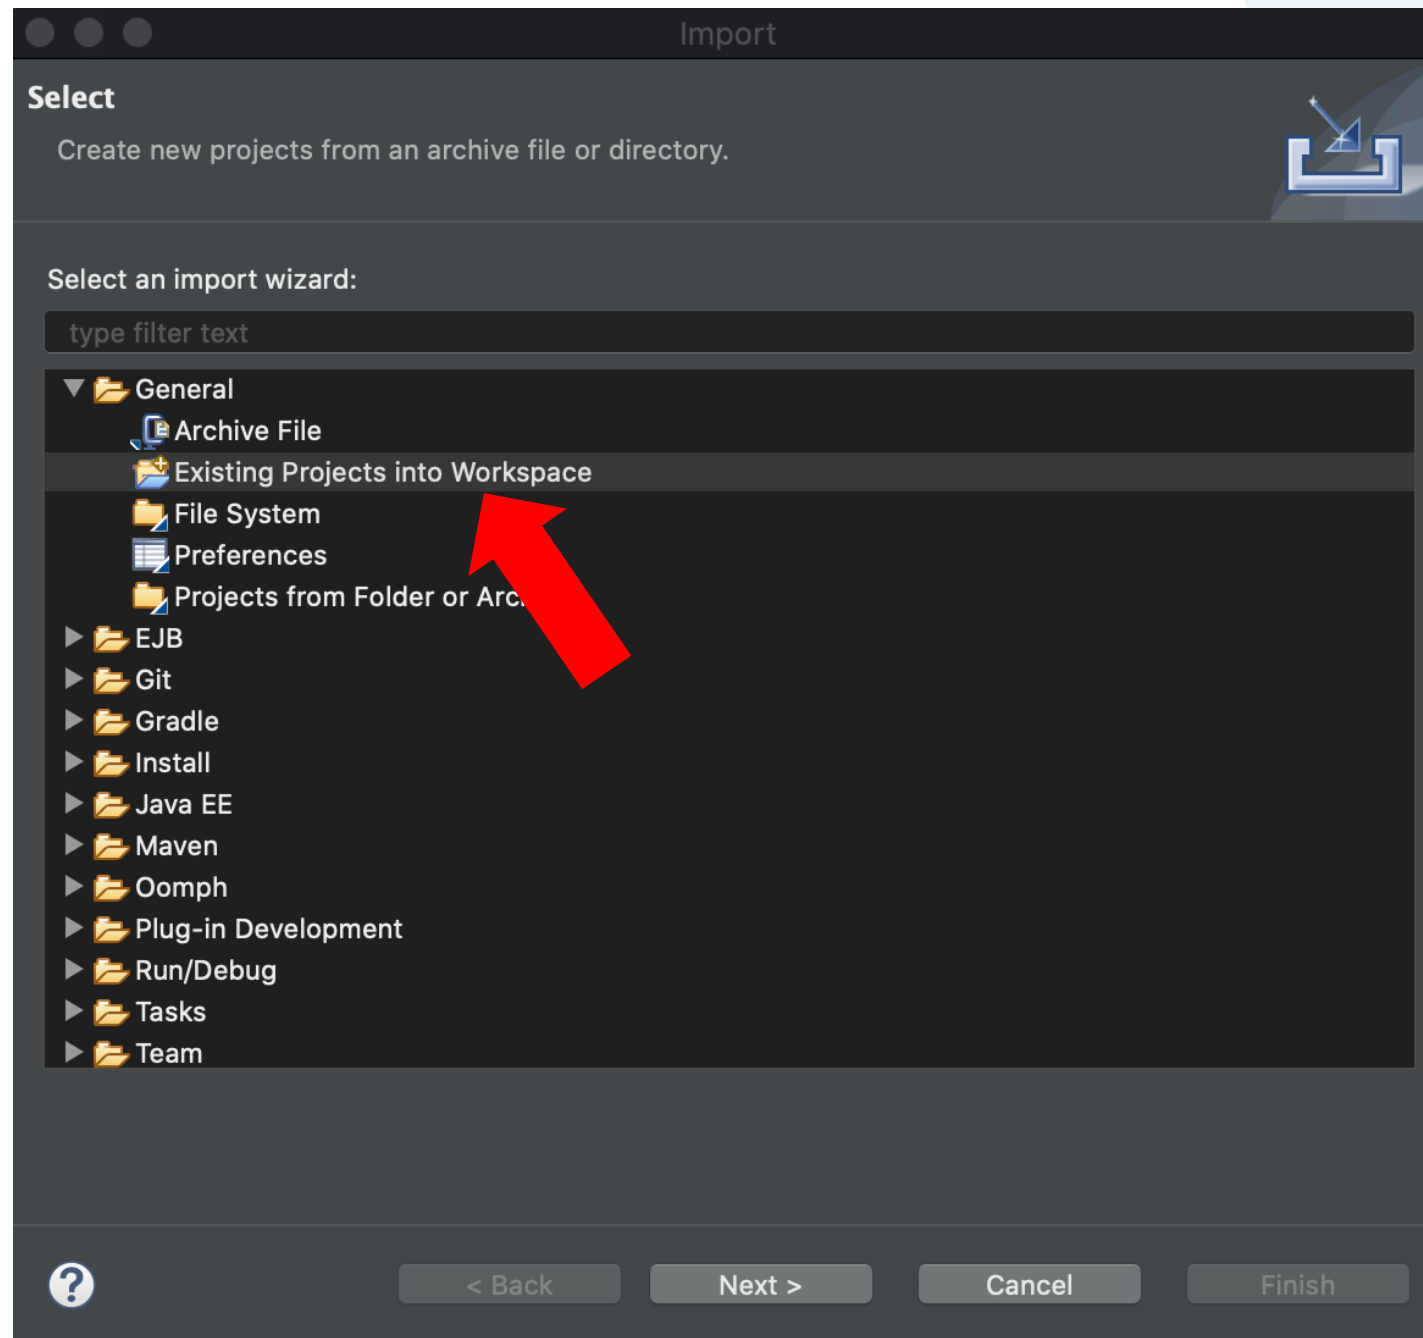 Import
Select
Create new projects from an archive file or directory.
Select an import wizard:
type filter text
General
Archive File
Existing Projects into Workspace
File System
Preferences
Projects from Folder or Arc
EJB
Git
Gradle
Install
Java EE
Maven
Oomph
Plug-in Development
Run/Debug
Tasks
Team
?
< Back
Next >
Cancel
Finish